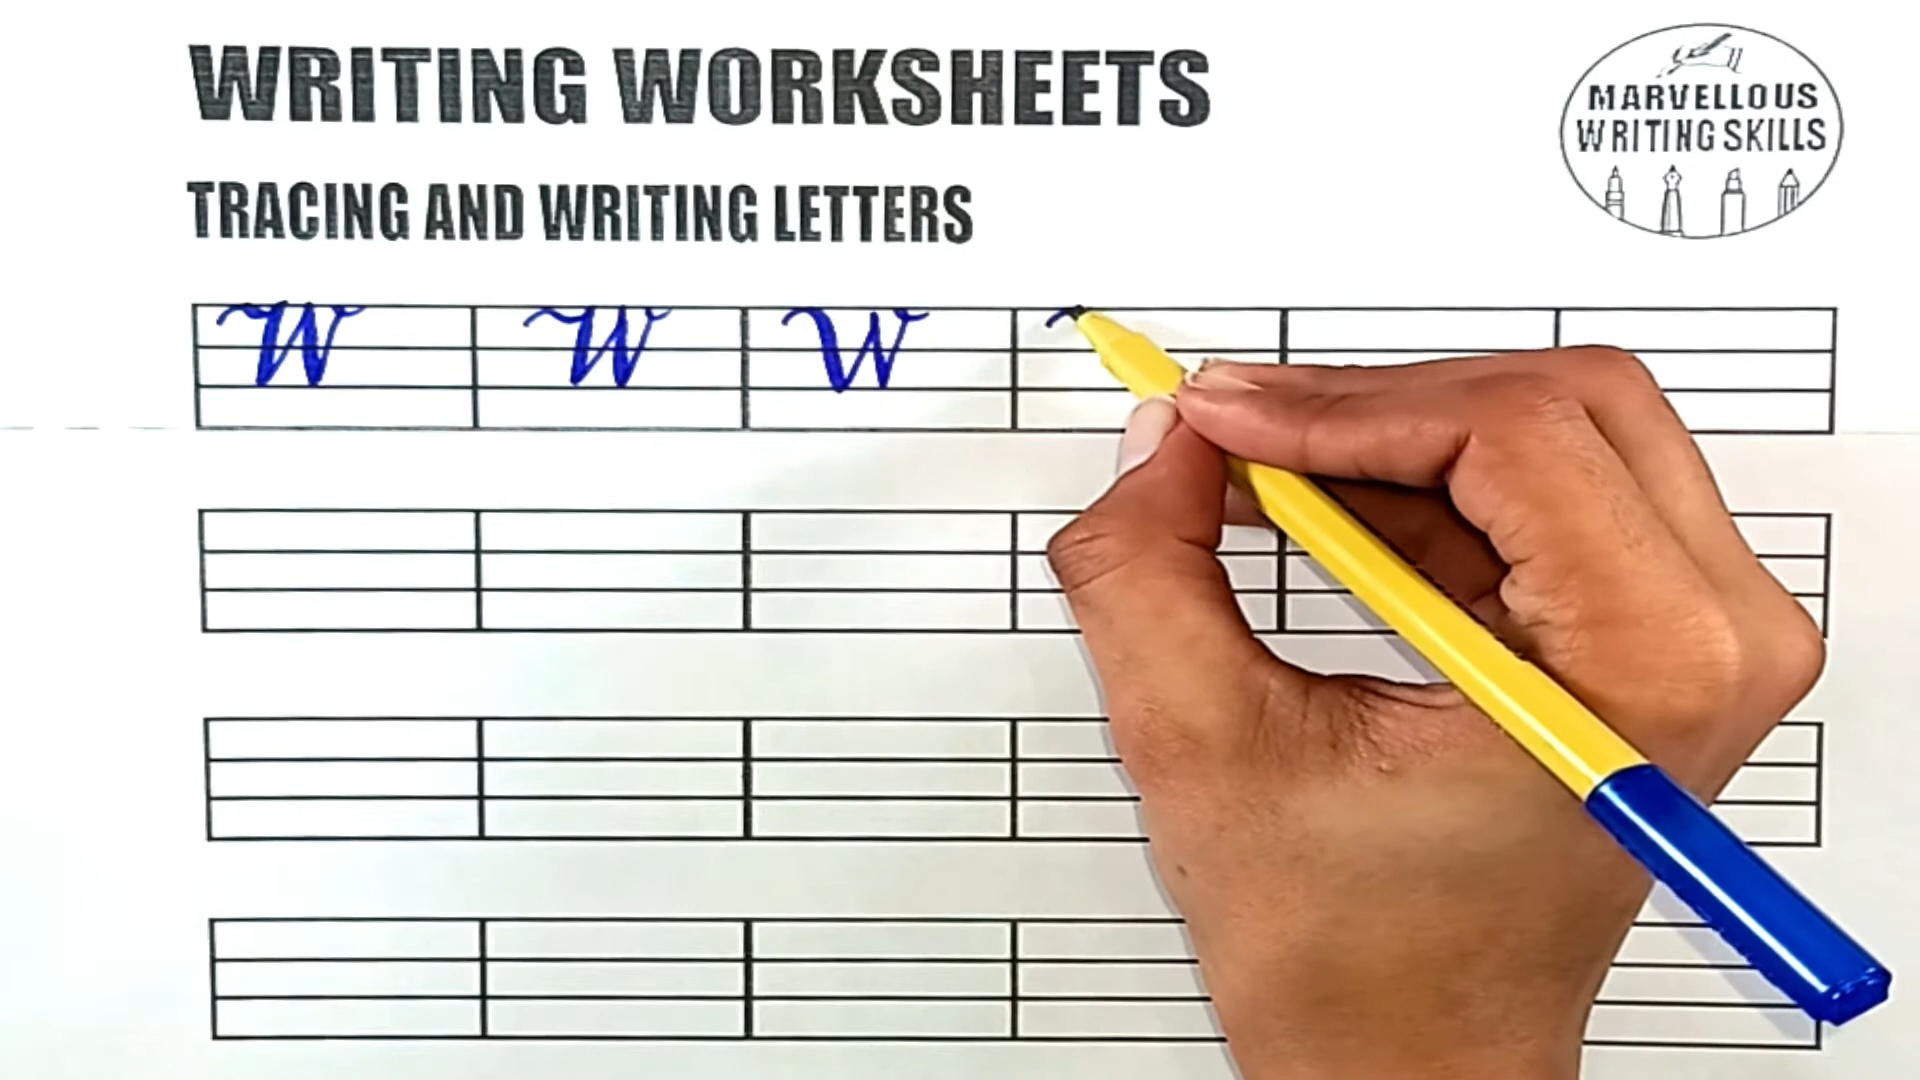 WRITING WORKSHEETS
MARVELLOUS
WRITING SKILLS
TRACING AND WRITING LETTERS
W W W